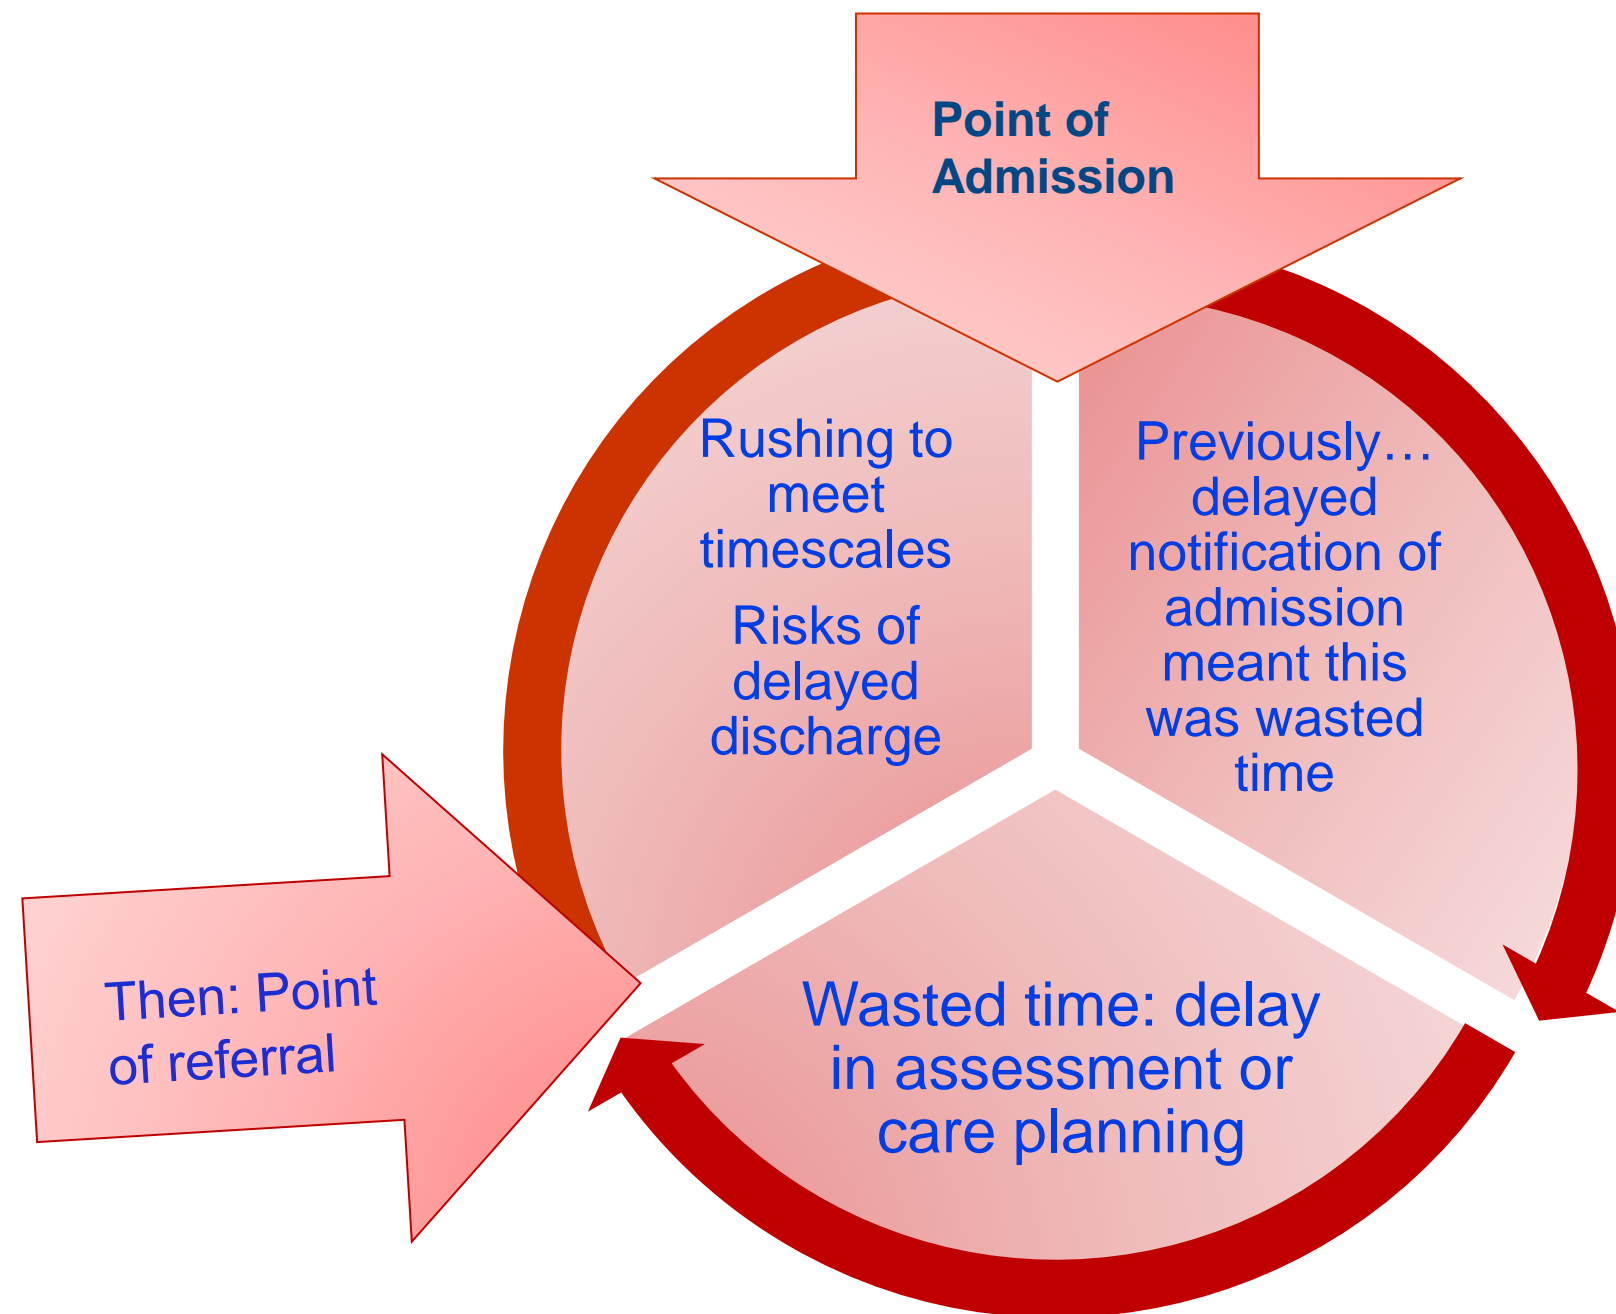 Point of
Admission
Rushing to
meet
timescales
Risks of
delayed
discharge
Previously…
delayed
notification of
admission
meant this
was wasted
time
Then: Point
of referral
Wasted time: delay
in assessment or
care planning